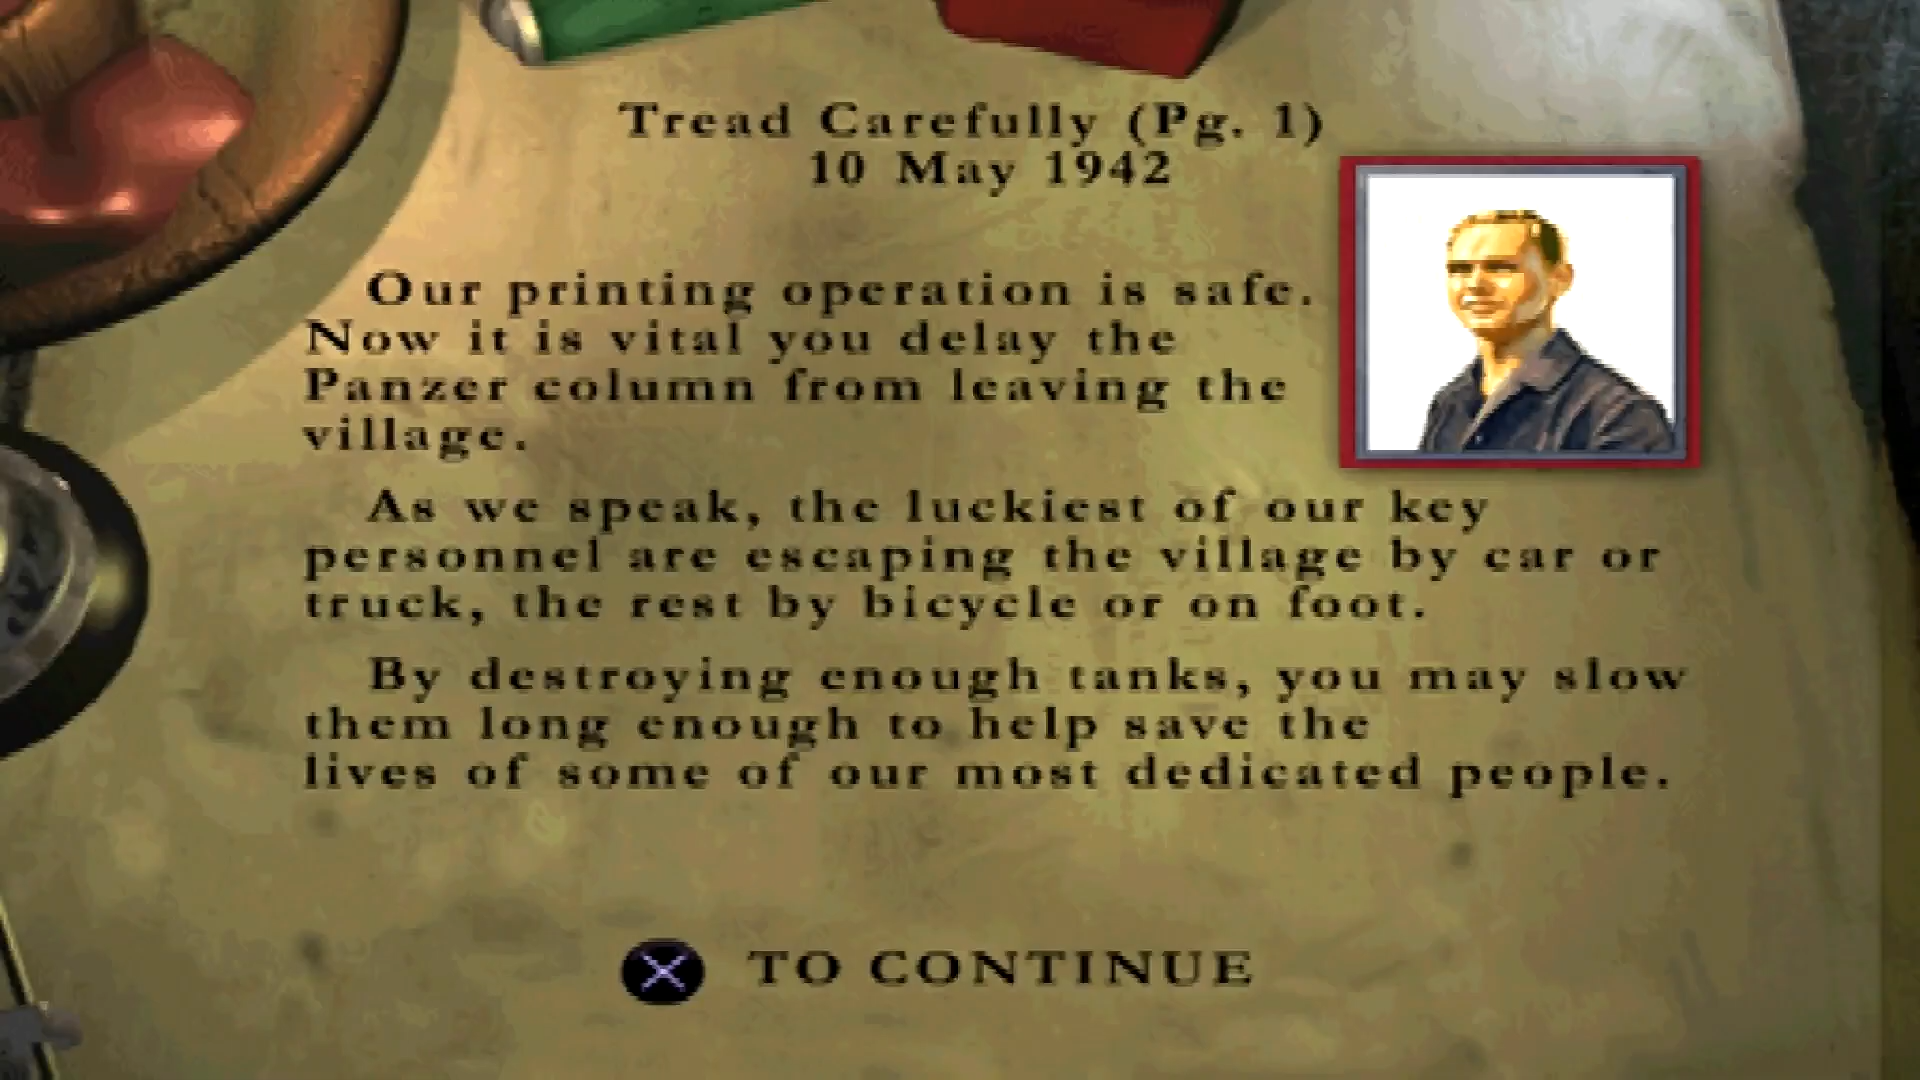 Tread Carefully (Pg. 1)
10 May 1942
Our printing operation is safe.
Now it is vital you delay the
Panzer column from leaving the
village.
As we speak, the luckiest of our key
personnel are escaping the village by car or
truck, the rest by bicycle or on foot.
By destroying enough tanks, you may slow
them long enough to help save the
lives of some of our most dedicated people.
TO CONTINUE